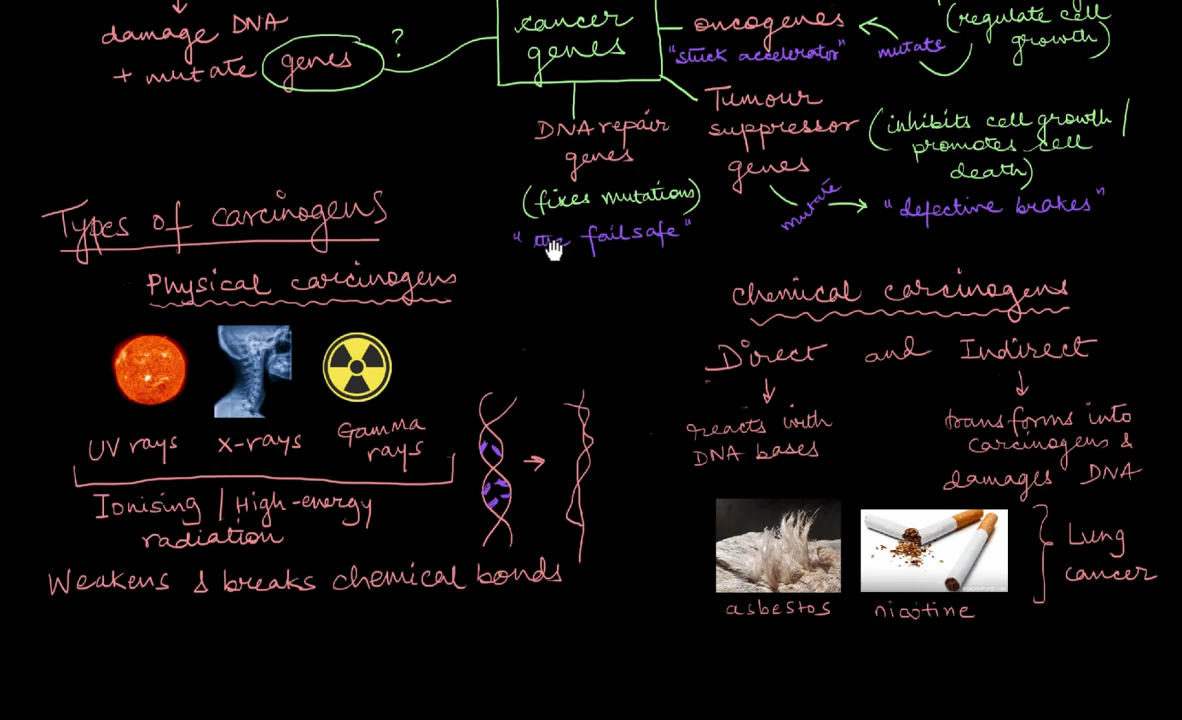 damage DNA
+ mutate genes
?
cancer
genes
oncogenes
"stuck accelerator"
mutate
(regulate cell
growth)
DNA repair
genes
(fixes mutations)
" failsafe"
Tumour
suppressor
genes
(inhibits cell growth /
promotes cell
death)
mutate
"defective brakes"
Types of carcinogens
Physical carcinogens
UV rays
X-rays
Gamma
rays
Ionising / High-energy
radiation
Weakens & breaks chemical bonds
Chemical carcinogens
Direct and Indirect
reacts with
DNA bases
transforms into
carcinogens &
damages DNA
asbestos
nicotine
Lung
cancer